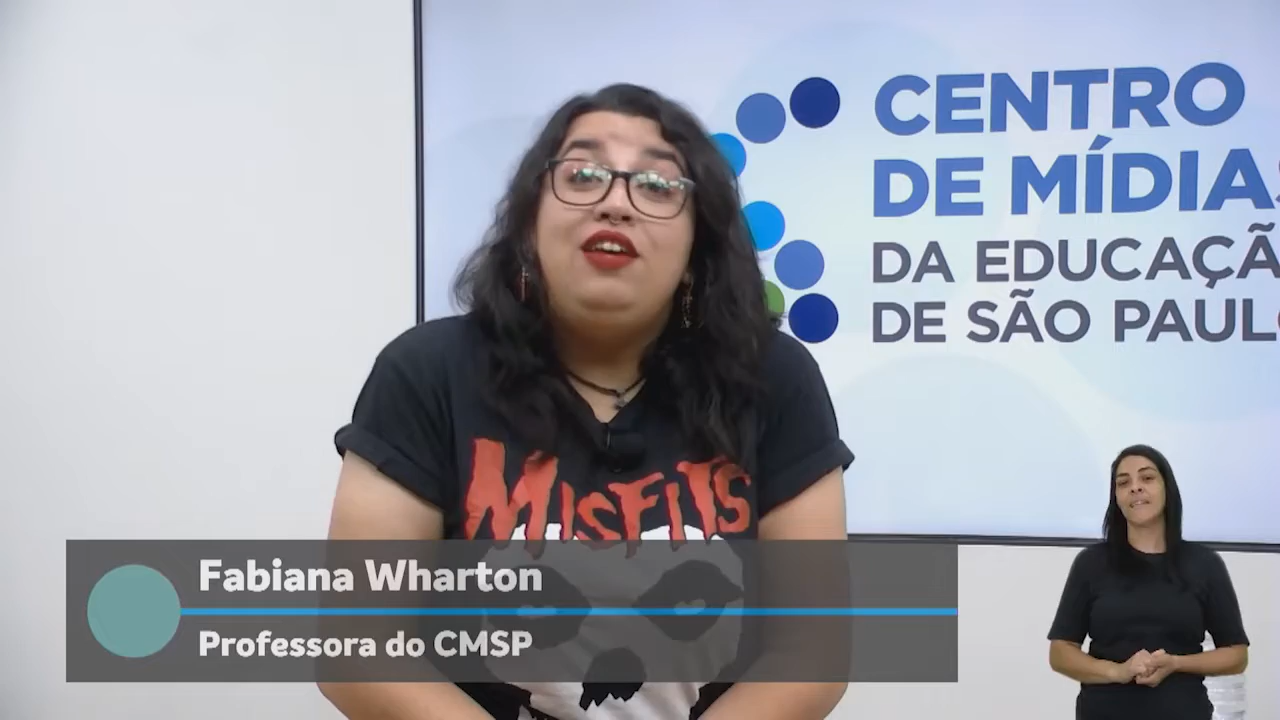 CENTRO
DE MÍDIAS
DA EDUCAÇÃ
DE SÃO PAUL
MISFITS
Fabiana Wharton
Professora do CMSP